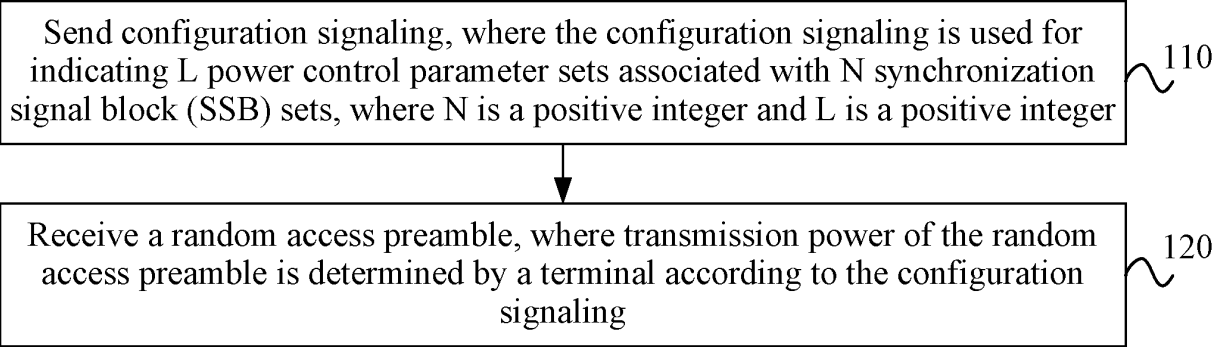 Send configuration signaling, where the configuration signaling is used for
indicating L power control parameter sets associated with N synchronization
signal block (SSB) sets, where N is a positive integer and L is a positive integer
110
Receive a random access preamble, where transmission power of the random
access preamble is determined by a terminal according to the configuration
signaling
120